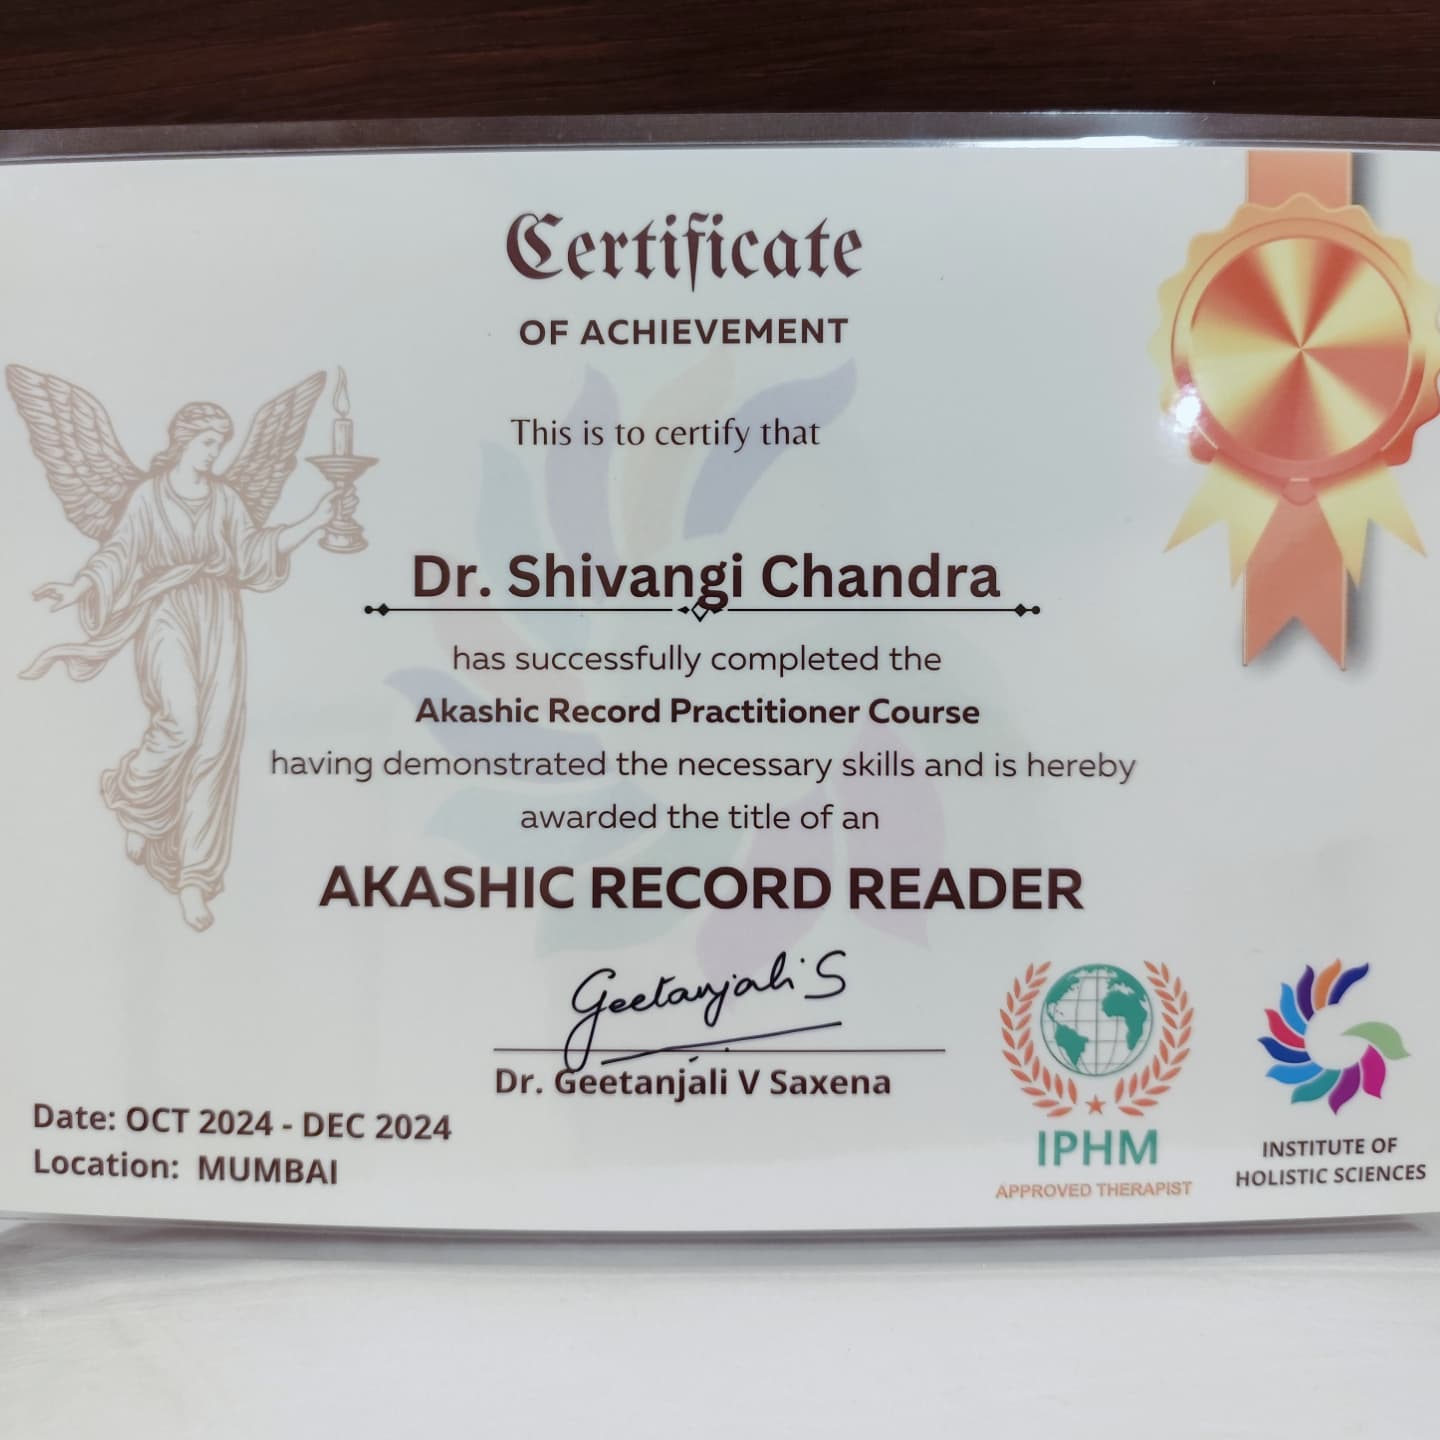 Certificate
OF ACHIEVEMENT
This is to certify that
Dr. Shivangi Chandra
has successfully completed the
Akashic Record Practitioner Course
having demonstrated the necessary skills and is hereby
awarded the title of an
AKASHIC RECORD READER
Geetanjali S
Dr. Geetanjali V Saxena
Date: OCT 2024 - DEC 2024
Location: MUMBAI
IPHM
APPROVED THERAPIST
INSTITUTE OF
HOLISTIC SCIENCES